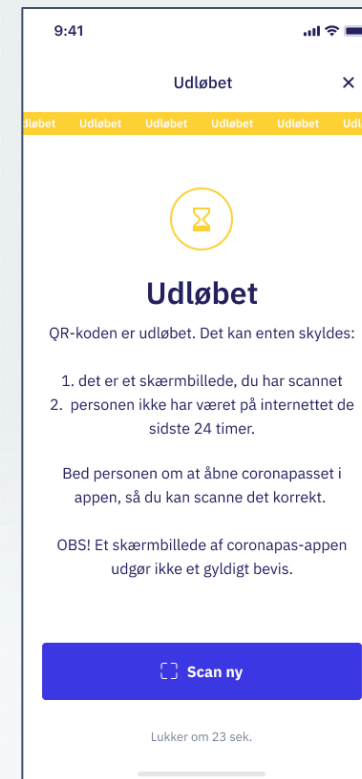 9:41
Udløbet
Udløbet Udløbet Udløbet Udløbet
Udløbet
QR-koden er udløbet. Det kan enten skyldes:
1. det er et skærmbillede, du har scannet
2. personen ikke har været på internettet de
sidste 24 timer.
Bed personen om at åbne coronapasset i
appen, så du kan scanne det korrekt.
OBS! Et skærmbillede af coronapas-appen
udgør ikke et gyldigt bevis.
Scan ny
Lukker om 23 sek.